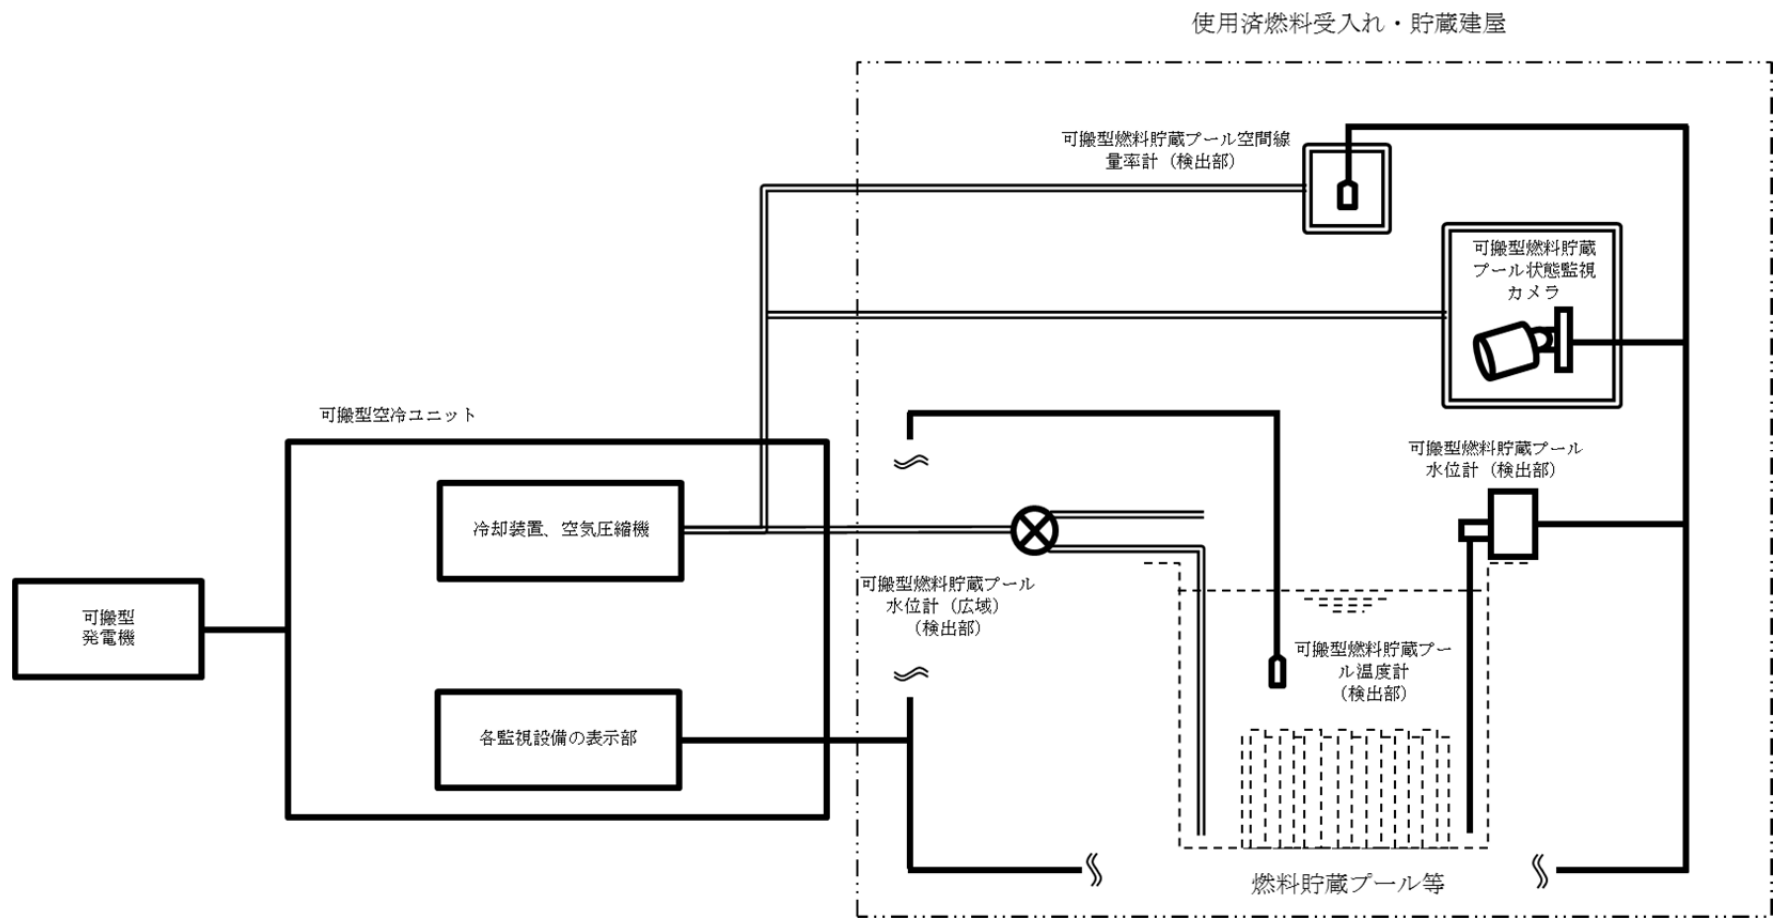 使用済燃料受入れ・貯蔵建屋
可搬型燃料貯蔵プール空間線
量率計（検出部）
可搬型燃料貯蔵
プール状態監視
カメラ
可搬型空冷ユニット
可搬型燃料貯蔵プール
水位計（検出部）
冷却装置、空気圧縮機
可搬型燃料貯蔵プール
水位計（広域）
（検出部）
可搬型
発電機
可搬型燃料貯蔵プー
ル温度計
（検出部）
各監視設備の表示部
燃料貯蔵プール等